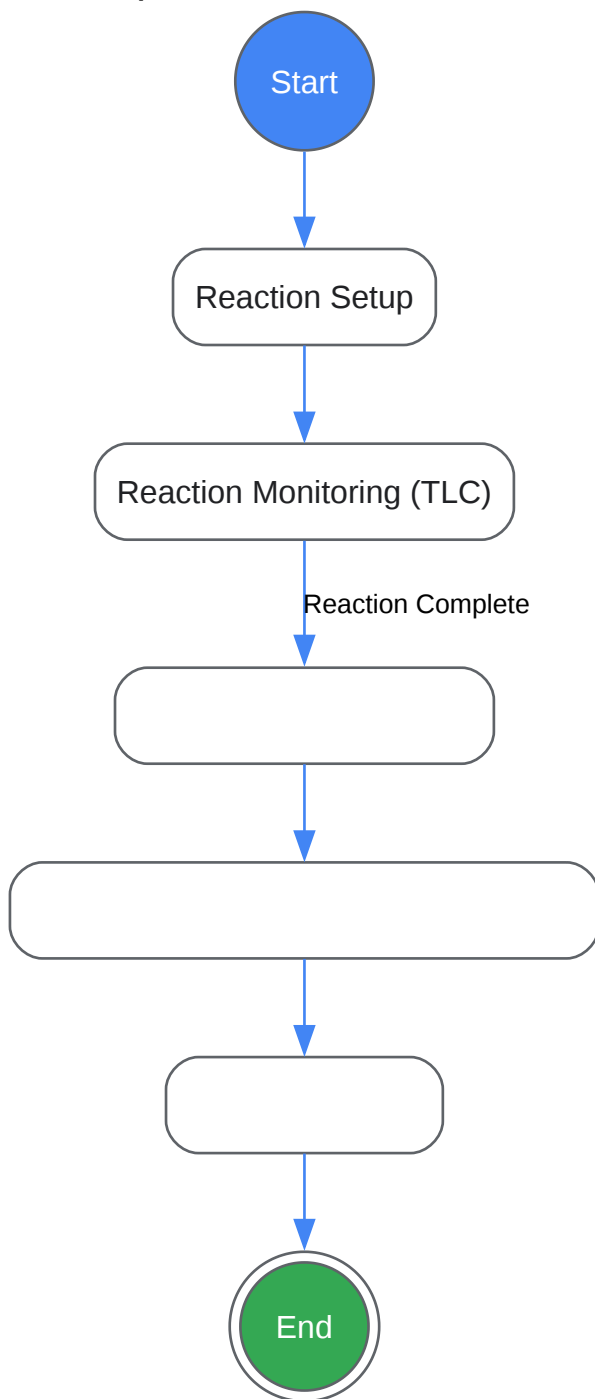 Start
Reaction Setup
Reaction Monitoring (TLC)
Reaction Complete
End